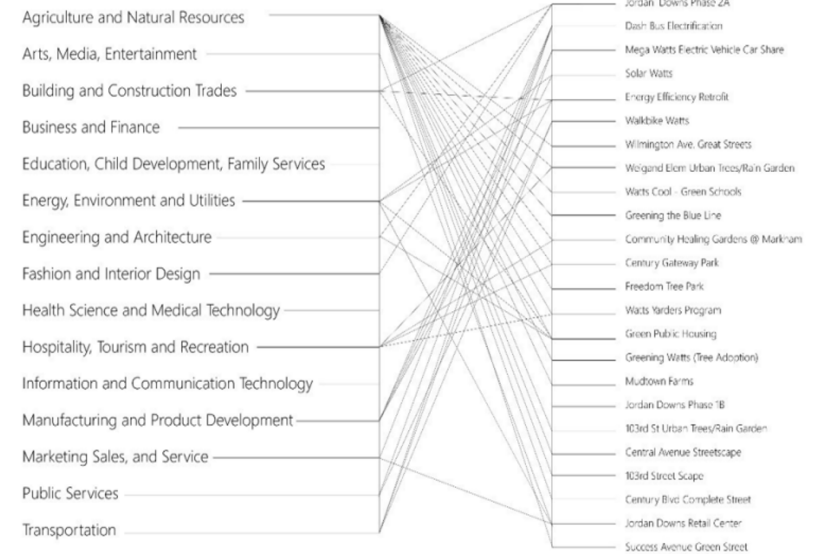 Agriculture and Natural Resources
Arts, Media, Entertainment
Building and Construction Trades
Business and Finance
Education, Child Development, Family Services
Energy, Environment and Utilities
Engineering and Architecture
Fashion and Interior Design
Health Science and Medical Technology
Hospitality, Tourism and Recreation
Information and Communication Technology
Manufacturing and Product Development
Marketing Sales, and Service
Public Services
Transportation
Jordan Downs Phase 2A
Dash Bus Electrification
Mega Watts Electric Vehicle Car Share
Solar Watts
Energy Efficiency Retrofit
Walkbike Watts
Wilmington Ave. Great Streets
Weigand Elem Urban Trees/Rain Garden
Watts Cool - Green Schools
Greening the Blue Line
Community Healing Gardens @ Markham
Century Gateway Park
Freedom Tree Park
Watts Yarders Program
Green Public Housing
Greening Watts (Tree Adoption)
Mudtown Farms
Jordan Downs Phase 1B
103rd St Urban Trees/Rain Garden
Central Avenue Streetscape
103rd Street Scape
Century Blvd Complete Street
Jordan Downs Retail Center
Success Avenue Green Street